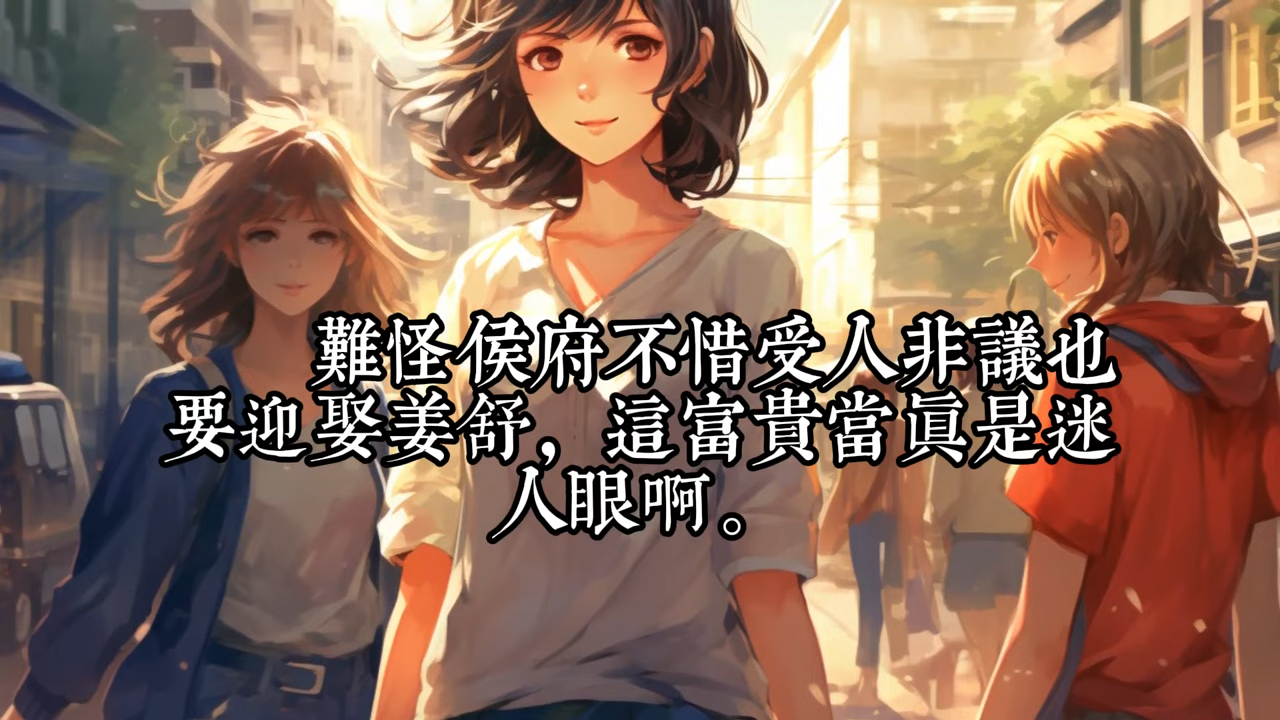 難怪侯府不惜受人非議也
要迎娶姜舒，這富貴當真是迷
人眼啊。